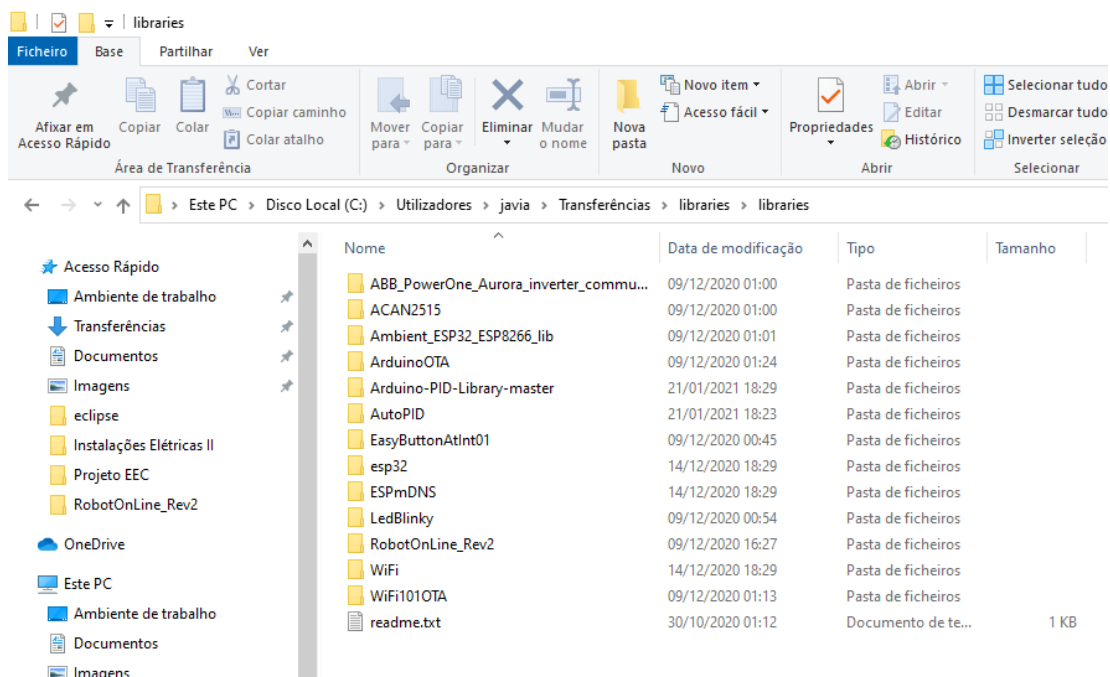 libraries
Ficheiro Base Partilhar Ver
Afixar em Acesso Rápido
Copiar
Colar
Cortar
Copiar caminho
Colar atalho
Área de Transferência
Mover para
Copiar para
Eliminar
Mudar o nome
Organizar
Nova pasta
Novo item
Acesso fácil
Novo
Propriedades
Abrir
Editar
Histórico
Abrir
Selecionar tudo
Desmarcar tudo
Inverter seleção
Selecionar
Este PC > Disco Local (C:) > Utilizadores > javia > Transferências > libraries > libraries
Acesso Rápido
Ambiente de trabalho
Transferências
Documentos
Imagens
eclipse
Instalações Elétricas II
Projeto EEC
RobotOnLine_Rev2
OneDrive
Este PC
Ambiente de trabalho
Documentos
Imagens
Nome Data de modificação Tipo Tamanho
ABB_PowerOne_Aurora_inverter_commu... 09/12/2020 01:00 Pasta de ficheiros
ACAN2515 09/12/2020 01:00 Pasta de ficheiros
Ambient_ESP32_ESP8266_lib 09/12/2020 01:01 Pasta de ficheiros
ArduinoOTA 09/12/2020 01:24 Pasta de ficheiros
Arduino-PID-Library-master 21/01/2021 18:29 Pasta de ficheiros
AutoPID 21/01/2021 18:23 Pasta de ficheiros
EasyButtonAtInt01 09/12/2020 00:45 Pasta de ficheiros
esp32 14/12/2020 18:29 Pasta de ficheiros
ESPmDNS 14/12/2020 18:29 Pasta de ficheiros
LedBlinky 09/12/2020 00:54 Pasta de ficheiros
RobotOnLine_Rev2 09/12/2020 16:27 Pasta de ficheiros
WiFi 14/12/2020 18:29 Pasta de ficheiros
WiFi101OTA 09/12/2020 01:13 Pasta de ficheiros
readme.txt 30/10/2020 01:12 Documento de te... 1 KB